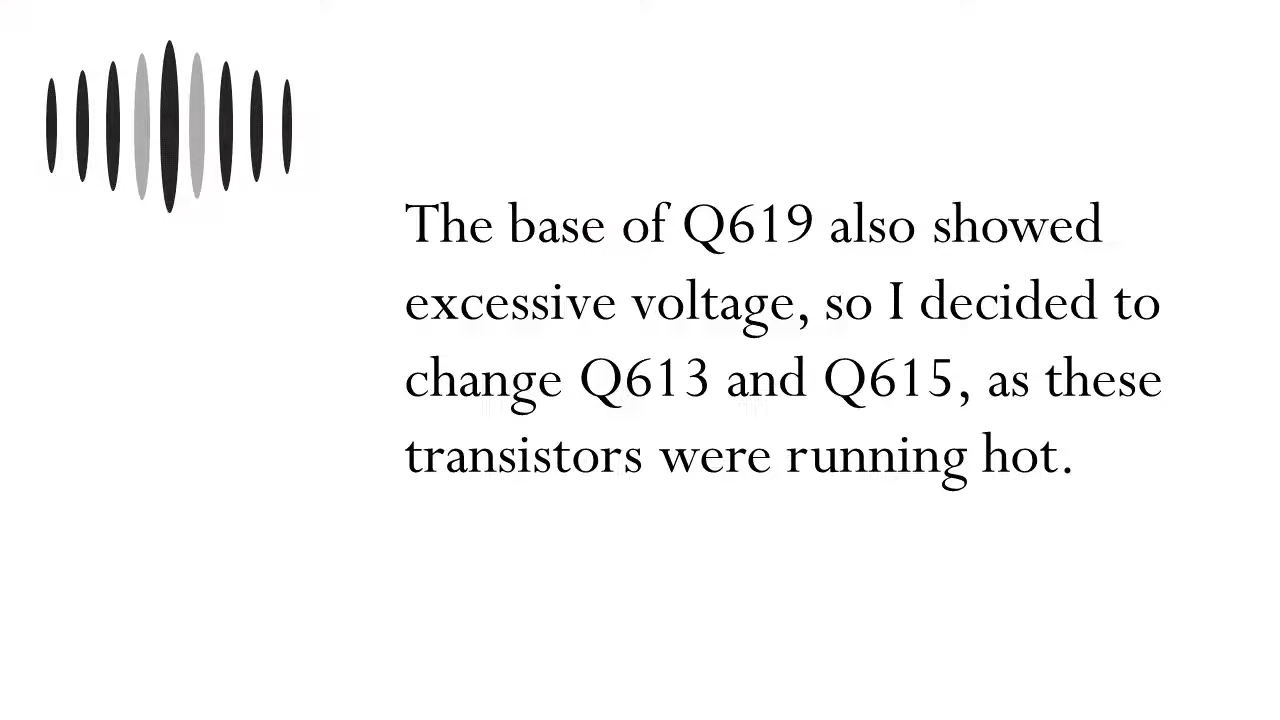 The base of Q619 also showed
excessive voltage, so I decided to
change Q613 and Q615, as these
transistors were running hot.